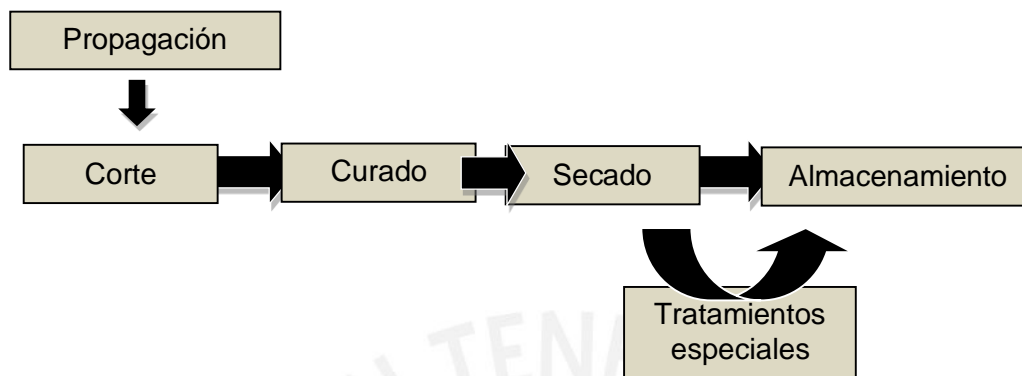 Propagación
Corte
Curado
Secado
Almacenamiento
Tratamientos
especiales